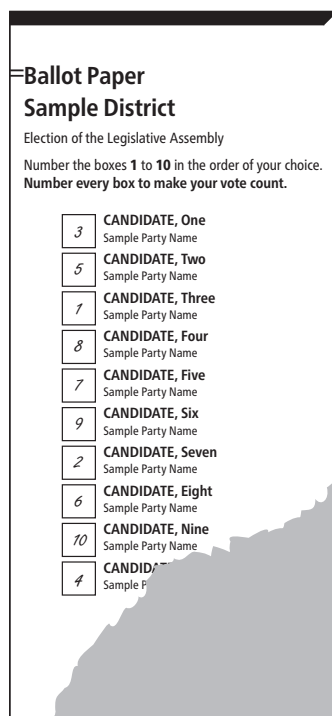 Ballot Paper
Sample District
Election of the Legislative Assembly
Number the boxes 1 to 10 in the order of your choice.
Number every box to make your vote count.
3 CANDIDATE, One
Sample Party Name
5 CANDIDATE, Two
Sample Party Name
1 CANDIDATE, Three
Sample Party Name
8 CANDIDATE, Four
Sample Party Name
7 CANDIDATE, Five
Sample Party Name
9 CANDIDATE, Six
Sample Party Name
2 CANDIDATE, Seven
Sample Party Name
6 CANDIDATE, Eight
Sample Party Name
10 CANDIDATE, Nine
Sample Party Name
4
Sample